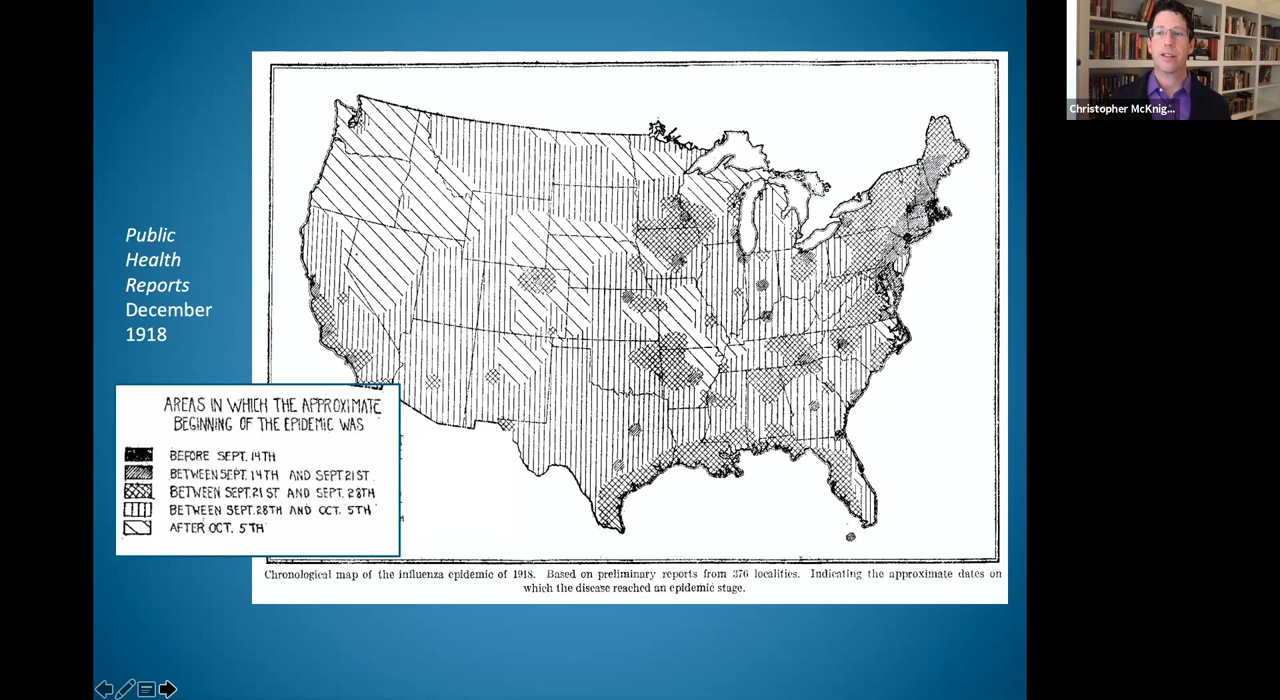 Christopher McKnig...
Public
Health
Reports
December
1918
AREAS IN WHICH THE APPROXIMATE
BEGINNING OF THE EPIDEMIC WAS
BEFORE SEPT. 14TH
BETWEEN SEPT. 14TH AND SEPT 21ST.
BETWEEN SEPT. 21ST AND SEPT. 28TH
BETWEEN SEPT. 28TH AND OCT. 5TH
AFTER OCT. 5TH
Chronological map of the influenza epidemic of 1918. Based on preliminary reports from 376 localities. Indicating the approximate dates on
which the disease reached an epidemic stage.